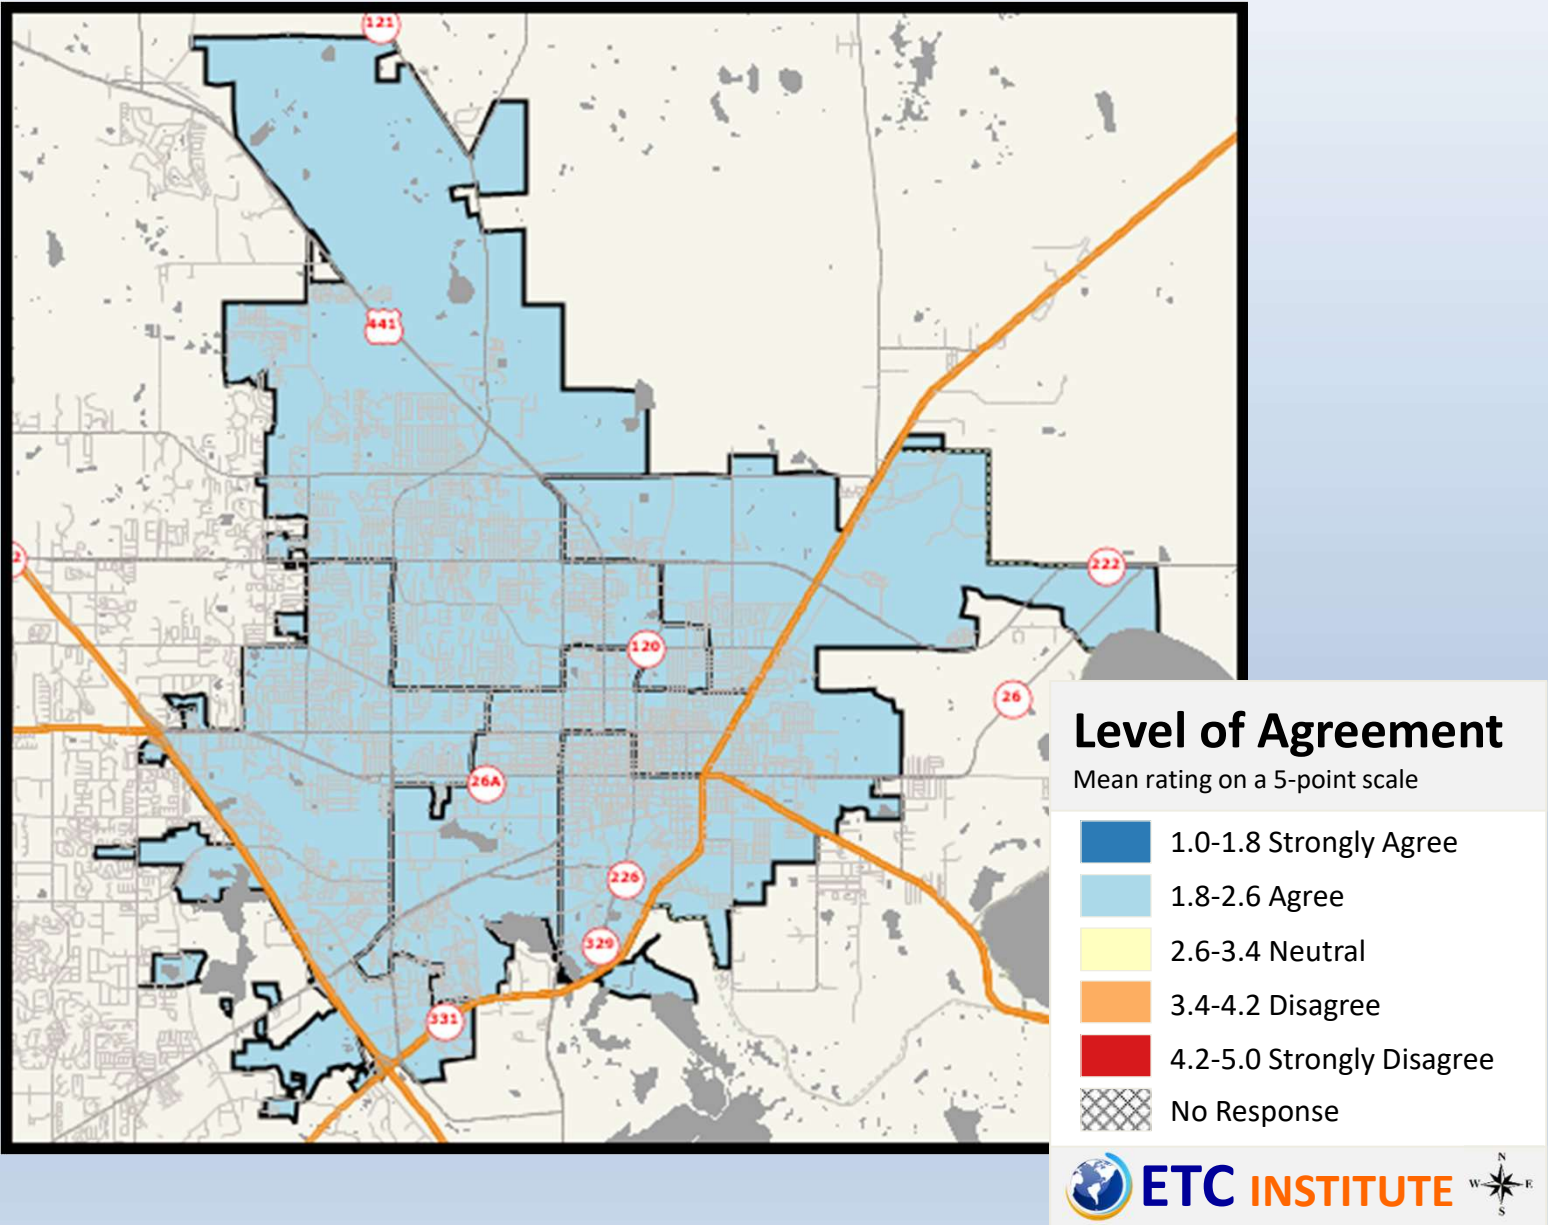 121
441
2
222
120
26
26A
226
329
331
Level of Agreement
Mean rating on a 5-point scale
1.0-1.8 Strongly Agree
1.8-2.6 Agree
2.6-3.4 Neutral
3.4-4.2 Disagree
4.2-5.0 Strongly Disagree
No Response
ETC INSTITUTE
N
W E
S